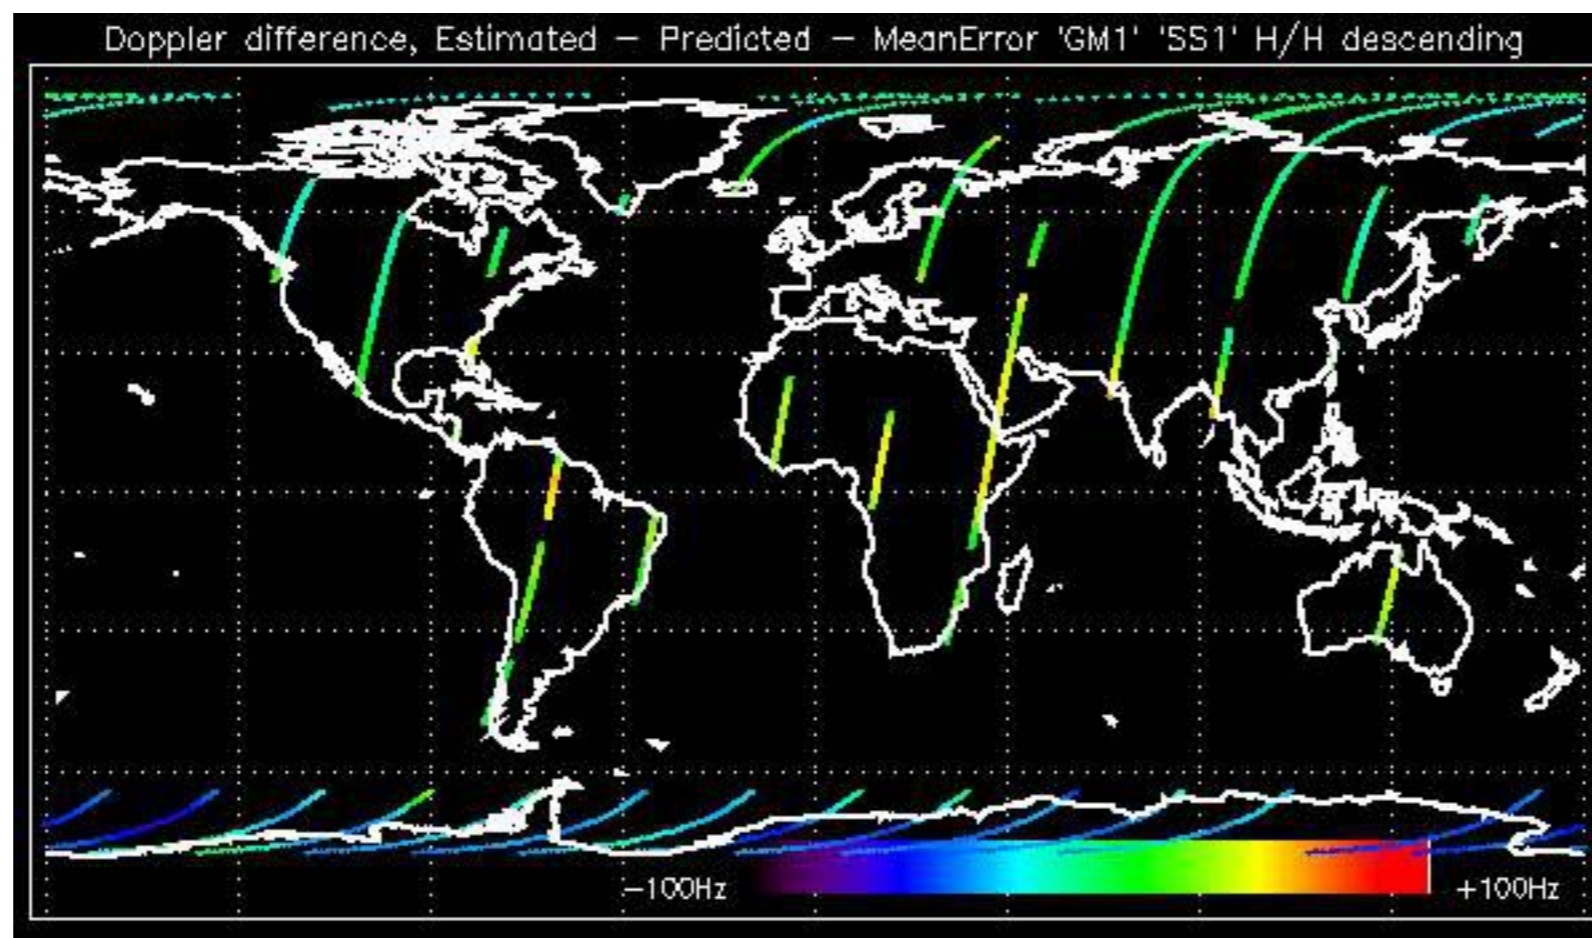 Doppler difference, Estimated – Predicted – MeanError 'GM1' 'SS1' H/H descending
–100Hz +100Hz